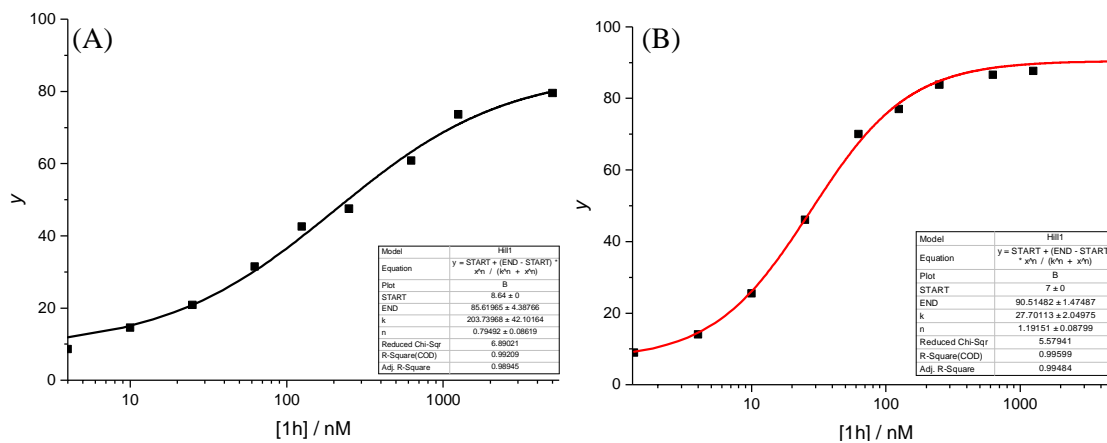 (A)
100
80
60
40
20
0
y
10
100
1000
[1h] / nM
Model Hill1
Equation y = START + (END - START) *
x^n / (k^n + x^n)
Plot B
START 8.64 ± 0
END 85.61965 ± 4.38766
k 203.73968 ± 42.10164
n 0.79492 ± 0.08619
Reduced Chi-Sqr 6.89021
R-Square(COD) 0.99209
Adj. R-Square 0.98945
(B)
100
80
60
40
20
0
y
10
100
1000
[1h] / nM
Model Hill1
Equation y = START + (END - START)
* x^n / (k^n + x^n)
Plot B
START 7 ± 0
END 90.51482 ± 1.47487
k 27.70113 ± 2.04975
n 1.19151 ± 0.08799
Reduced Chi-Sqr 5.57941
R-Square(COD) 0.99599
Adj. R-Square 0.99484